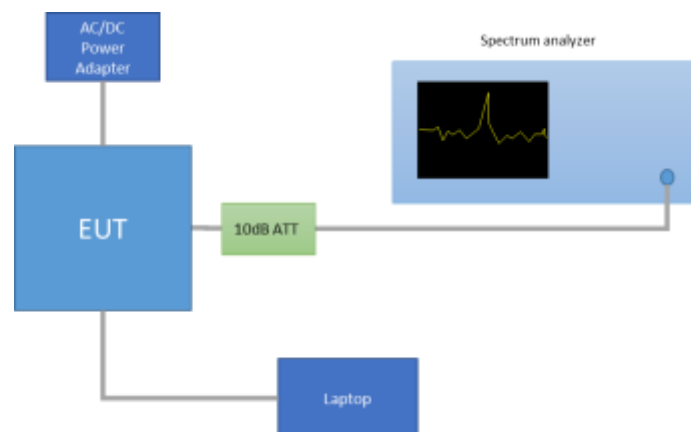 AC/DC
Power
Adapter
Spectrum analyzer
EUT
10dB ATT
Laptop